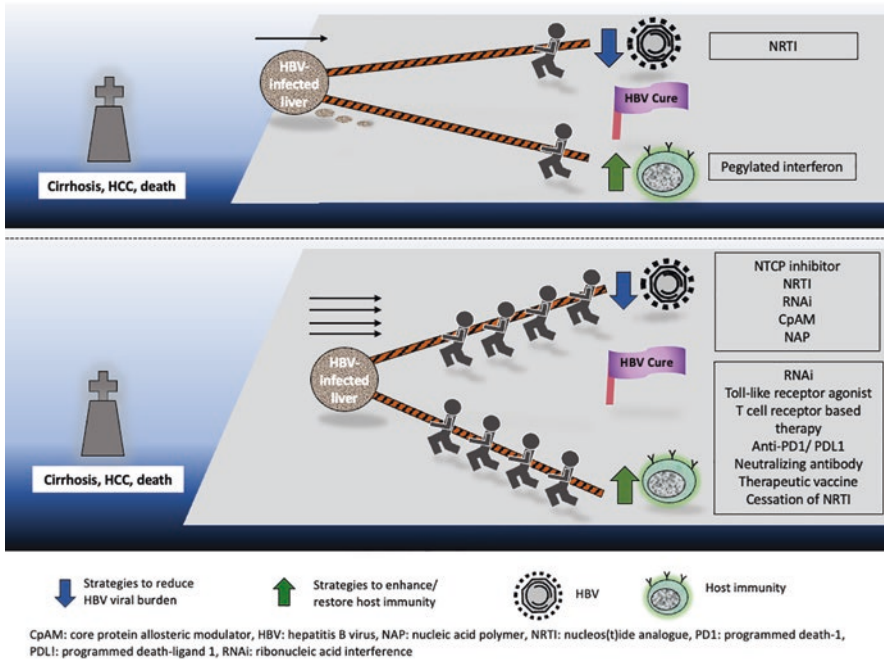 HBV-
infected
liver
NRTI
HBV Cure
Pegylated interferon
Cirrhosis, HCC, death
NTCP inhibitor
NRTI
RNAi
CpAM
NAP
HBV-
infected
liver
HBV Cure
RNAi
Toll-like receptor agonist
T cell receptor based
therapy
Anti-PD1/ PDL1
Neutralizing antibody
Therapeutic vaccine
Cessation of NRTI
Cirrhosis, HCC, death
Strategies to reduce
HBV viral burden
Strategies to enhance/
restore host immunity
HBV
Host immunity
CpAM: core protein allosteric modulator, HBV: hepatitis B virus, NAP: nucleic acid polymer, NRTI: nucleos(t)ide analogue, PD1: programmed death-1,
PDL!: programmed death-ligand 1, RNAi: ribonucleic acid interference